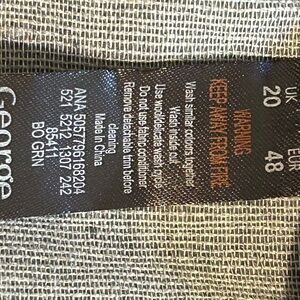 UK EUR
20 48
WARNING
KEEP AWAY FROM FIRE
Wash similar colours together
Wash inside out
Use wool/delicate wash cycle
Do not use fabric conditioner
Remove detachable trim before
cleaning
Made in China
ANA 5057796168204
521 5212 1307 242
85411
BO GRN
George